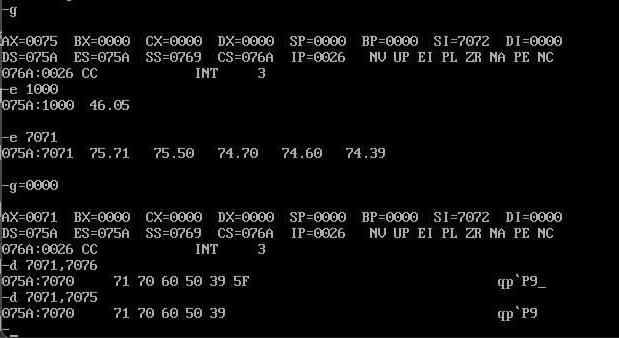 -g
AX=0075 BX=0000 CX=0000 DX=0000 SP=0000 BP=0000 SI=7072 DI=0000
DS=075A ES=075A SS=0769 CS=076A IP=0026 NV UP EI PL ZR NA PE NC
076A:0026 CC INT 3
-e 1000
075A:1000 46.05
-e 7071
075A:7071 75.71 75.50 74.70 74.60 74.39
-g=0000
AX=0071 BX=0000 CX=0000 DX=0000 SP=0000 BP=0000 SI=7072 DI=0000
DS=075A ES=075A SS=0769 CS=076A IP=0026 NV UP EI PL ZR NA PE NC
076A:0026 CC INT 3
-d 7071,7076
075A:7070 71 70 60 50 39 5F qp`P9_
-d 7071,7075
075A:7070 71 70 60 50 39 qp`P9
-_